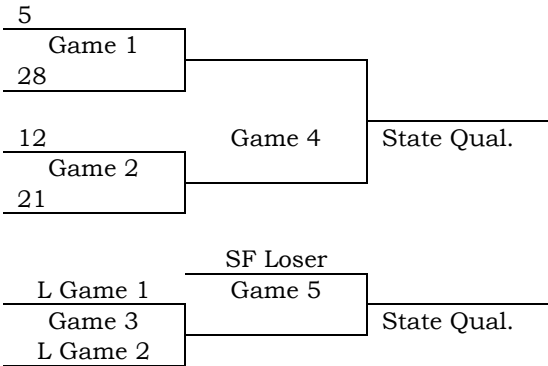 5
Game 1
28
12
Game 4
State Qual.
Game 2
21
SF Loser
L Game 1
Game 5
Game 3
State Qual.
L Game 2